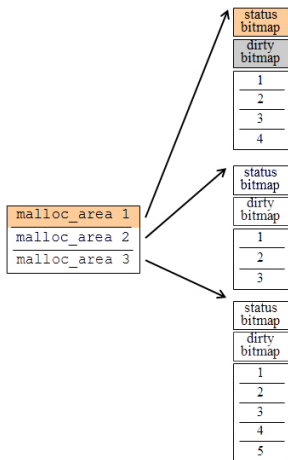 status
bitmap
dirty
bitmap
1
2
3
4
malloc_area 1
malloc_area 2
malloc_area 3
status
bitmap
dirty
bitmap
1
2
3
status
bitmap
dirty
bitmap
1
2
3
4
5